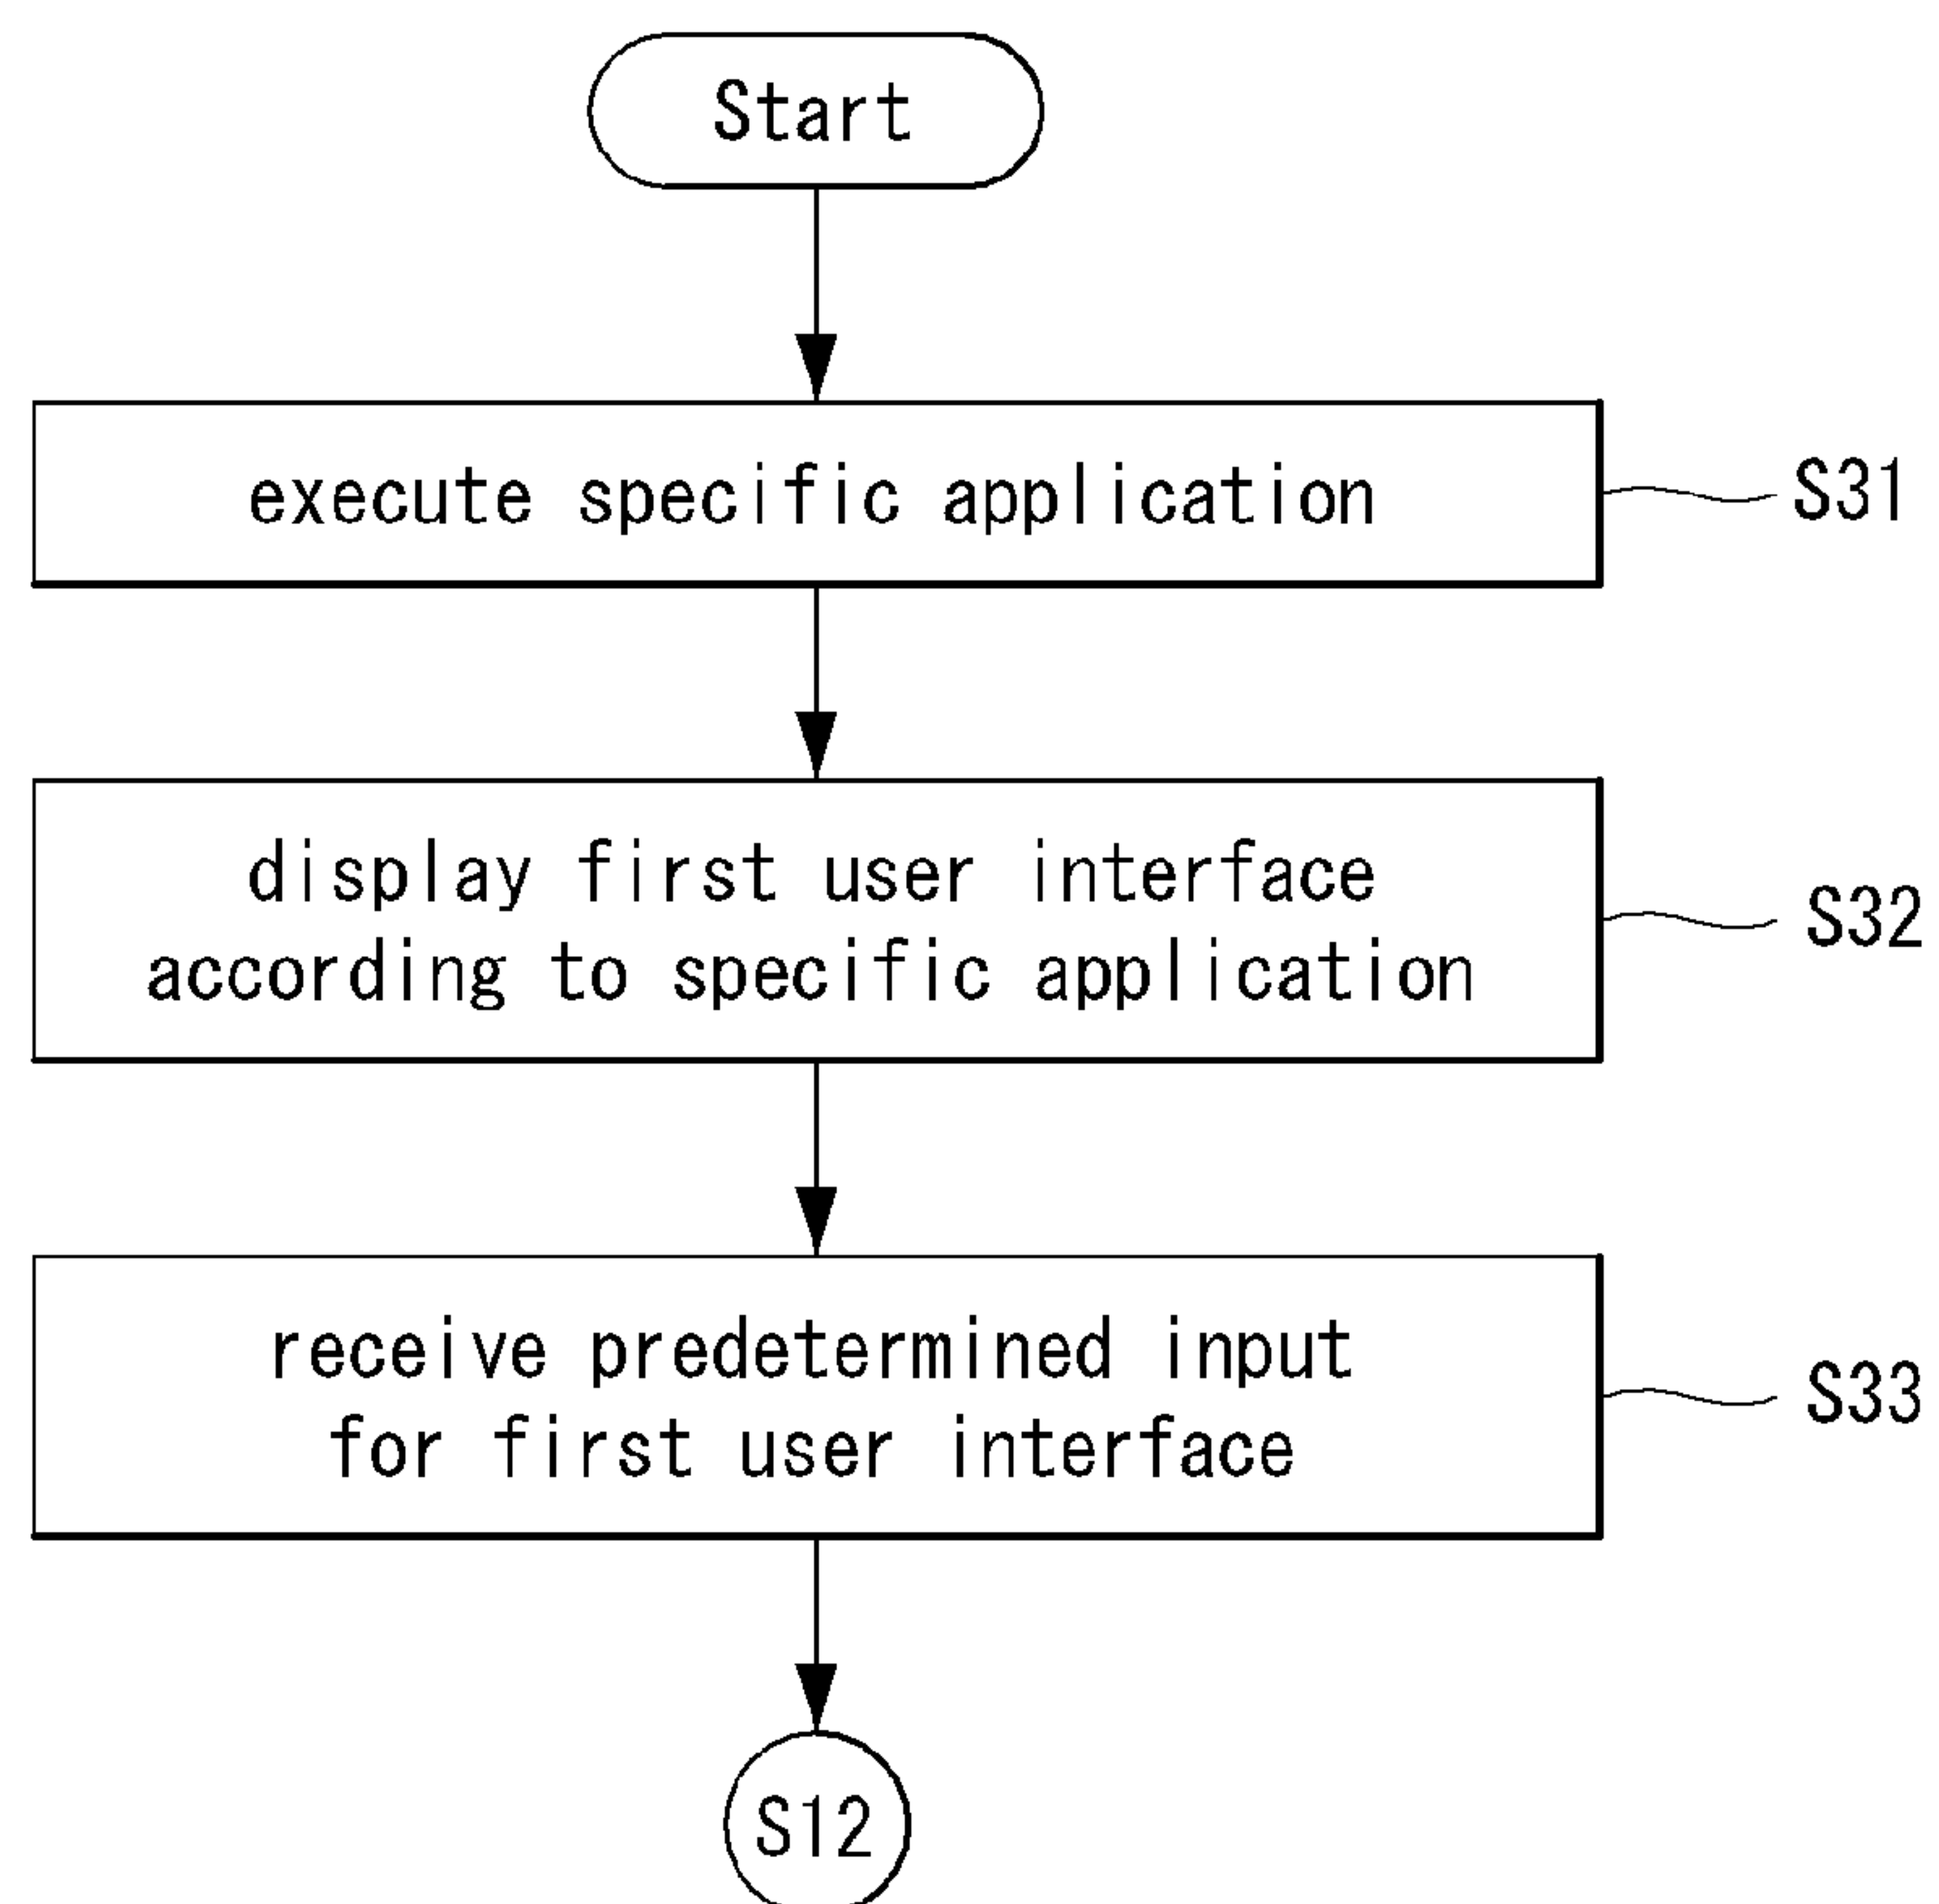 Start
execute specific application
S31
display first user interface
according to specific application
S32
receive predetermined input
for first user interface
S33
S12